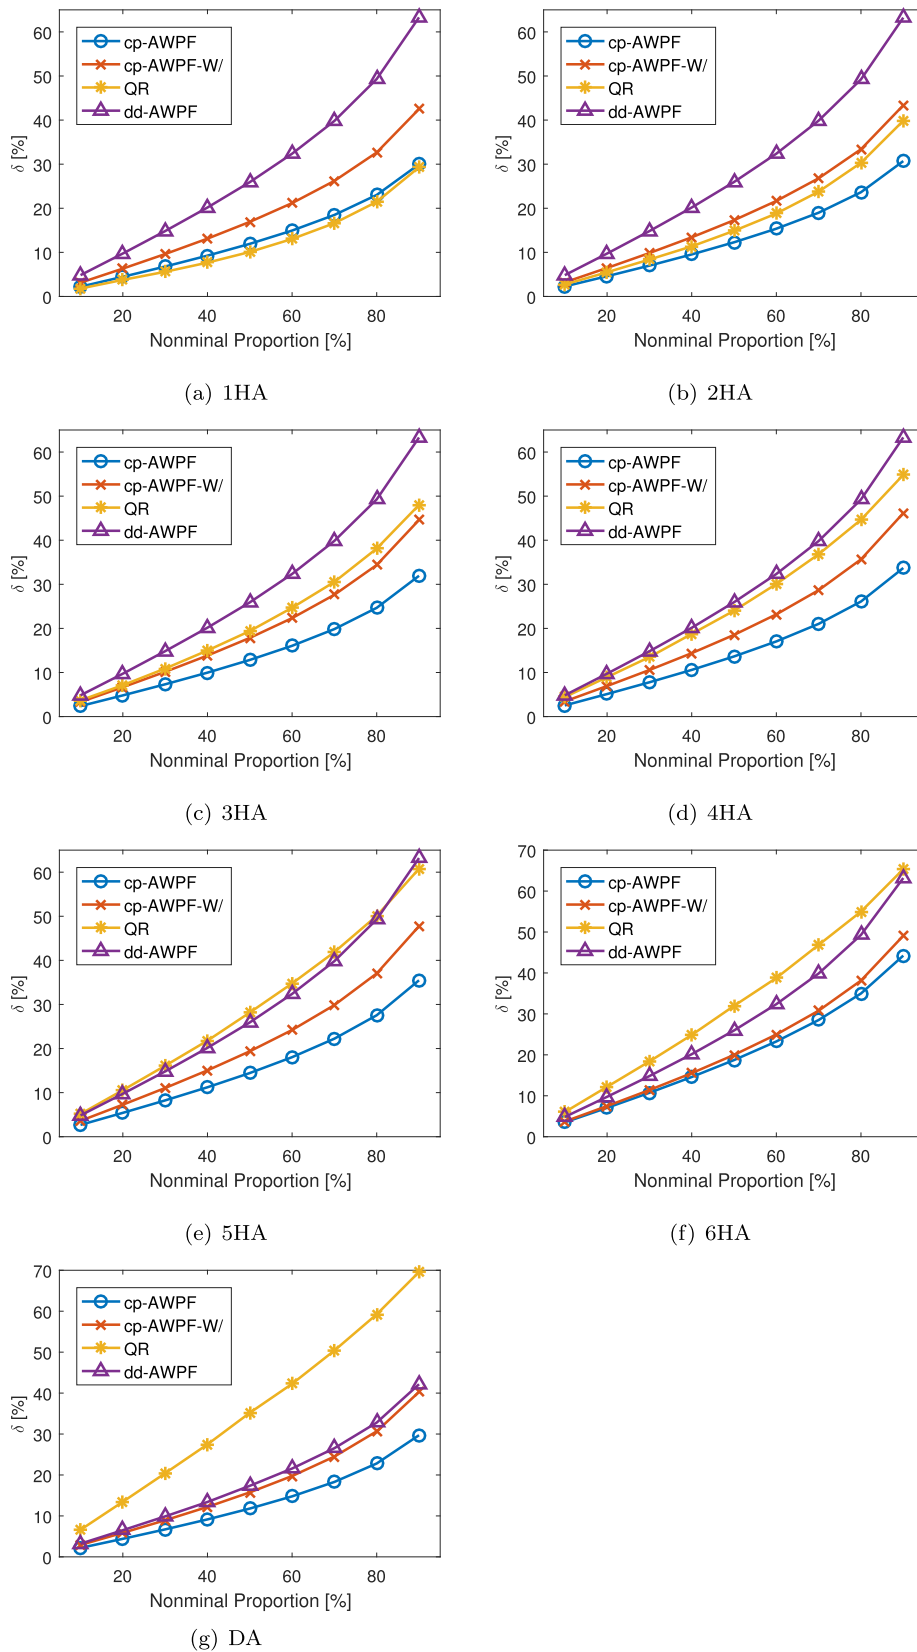 60
50
40
30
20
10
0
δ [%]
cp-AWPF
cp-AWPF-W/
QR
dd-AWPF
20 40 60 80
Nonminal Proportion [%]
(a) 1HA
60
50
40
30
20
10
0
δ [%]
cp-AWPF
cp-AWPF-W/
QR
dd-AWPF
20 40 60 80
Nonminal Proportion [%]
(b) 2HA
60
50
40
30
20
10
0
δ [%]
cp-AWPF
cp-AWPF-W/
QR
dd-AWPF
20 40 60 80
Nonminal Proportion [%]
(c) 3HA
60
50
40
30
20
10
0
δ [%]
cp-AWPF
cp-AWPF-W/
QR
dd-AWPF
20 40 60 80
Nonminal Proportion [%]
(d) 4HA
60
50
40
30
20
10
0
δ [%]
cp-AWPF
cp-AWPF-W/
QR
dd-AWPF
20 40 60 80
Nonminal Proportion [%]
(e) 5HA
70
60
50
40
30
20
10
0
δ [%]
cp-AWPF
cp-AWPF-W/
QR
dd-AWPF
20 40 60 80
Nonminal Proportion [%]
(f) 6HA
70
60
50
40
30
20
10
0
δ [%]
cp-AWPF
cp-AWPF-W/
QR
dd-AWPF
20 40 60 80
Nonminal Proportion [%]
(g) DA